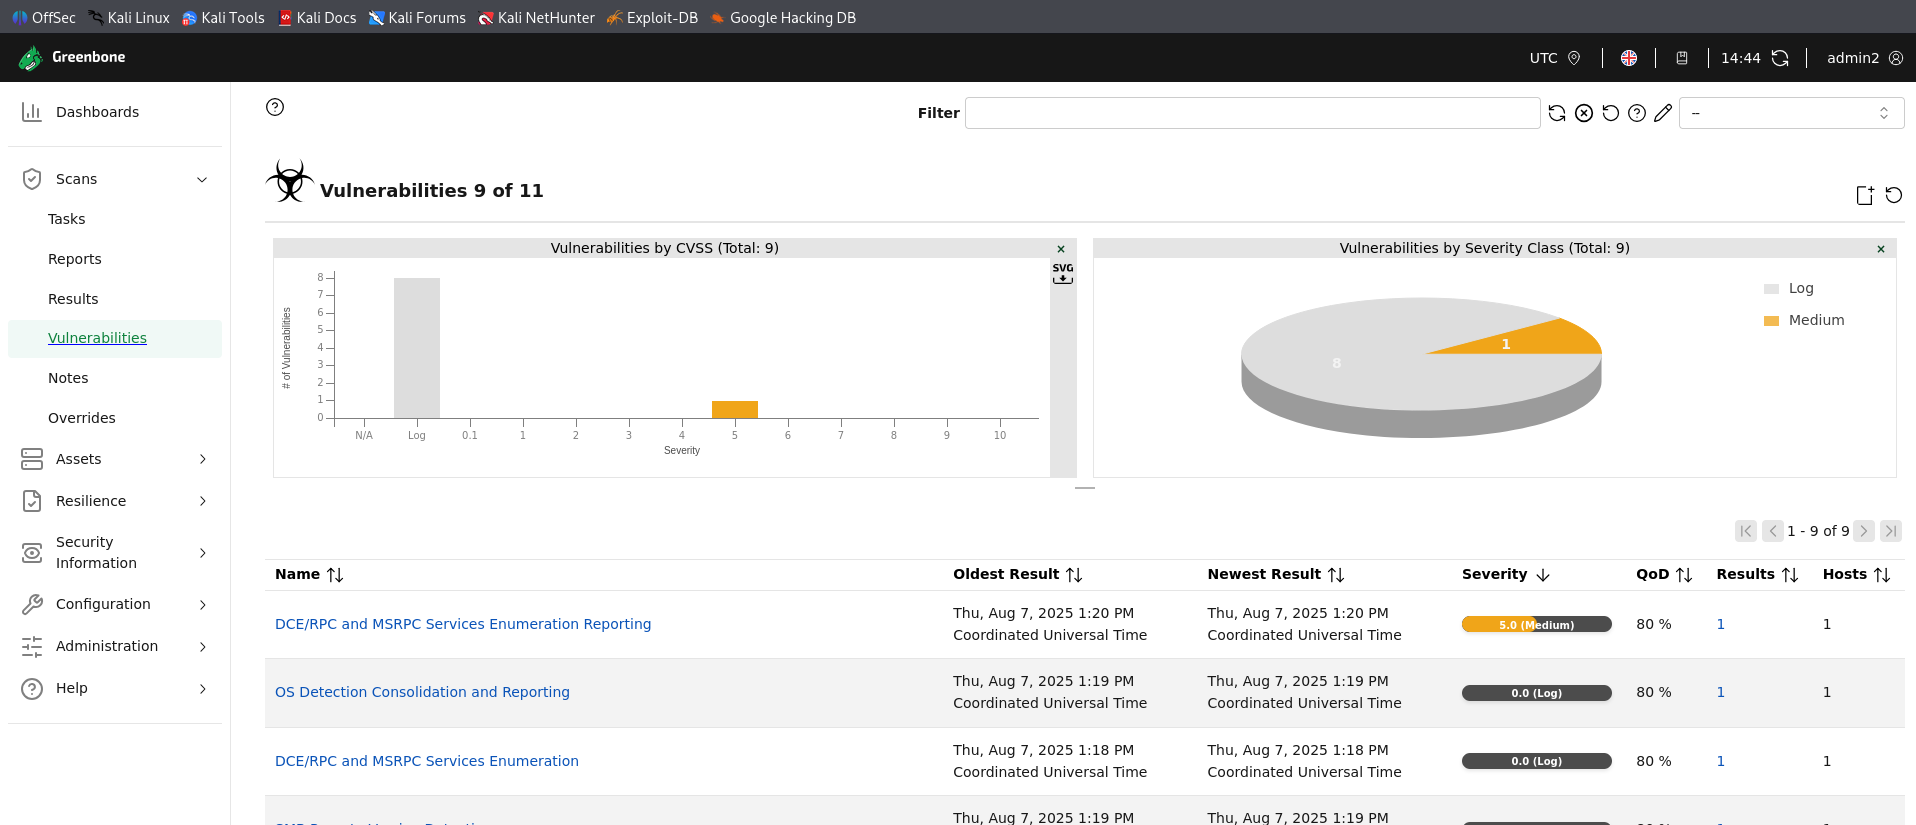 OffSec Kali Linux Kali Tools Kali Docs Kali Forums Kali NetHunter Exploit-DB Google Hacking DB
Greenbone
UTC 14:44 admin2
Dashboards
Scans
Tasks
Reports
Results
Vulnerabilities
Notes
Overrides
Assets
Resilience
Security
Information
Configuration
Administration
Help
Filter --
Vulnerabilities 9 of 11
Vulnerabilities by CVSS (Total: 9) ×
SVG
# of Vulnerabilities
8
7
6
5
4
3
2
1
0
N/A Log 0.1 1 2 3 4 5 6 7 8 9 10
Severity
Vulnerabilities by Severity Class (Total: 9) ×
Log
Medium
1
8
1 - 9 of 9
Name Oldest Result Newest Result Severity QoD Results Hosts
DCE/RPC and MSRPC Services Enumeration Reporting Thu, Aug 7, 2025 1:20 PM Coordinated Universal Time Thu, Aug 7, 2025 1:20 PM Coordinated Universal Time 5.0 (Medium) 80 % 1 1
OS Detection Consolidation and Reporting Thu, Aug 7, 2025 1:19 PM Coordinated Universal Time Thu, Aug 7, 2025 1:19 PM Coordinated Universal Time 0.0 (Log) 80 % 1 1
DCE/RPC and MSRPC Services Enumeration Thu, Aug 7, 2025 1:18 PM Coordinated Universal Time Thu, Aug 7, 2025 1:18 PM Coordinated Universal Time 0.0 (Log) 80 % 1 1
Thu, Aug 7, 2025 1:19 PM Thu, Aug 7, 2025 1:19 PM